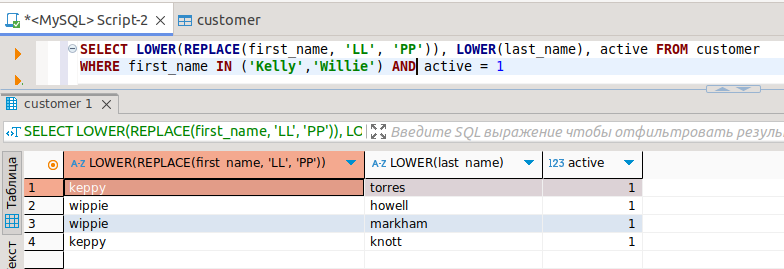 *<MySQL> Script-2 customer
SELECT LOWER(REPLACE(first_name, 'LL', 'PP')), LOWER(last_name), active FROM customer
WHERE first_name IN ('Kelly','Willie') AND active = 1
customer 1
SELECT LOWER(REPLACE(first_name, 'LL', 'PP')), LO Введите SQL выражение чтобы отфильтровать резуль
Таблица
A-Z LOWER(REPLACE(first_name, 'LL', 'PP')) A-Z LOWER(last_name) 123 active
1 keppy torres 1
2 wippie howell 1
3 wippie markham 1
4 keppy knott 1
екст